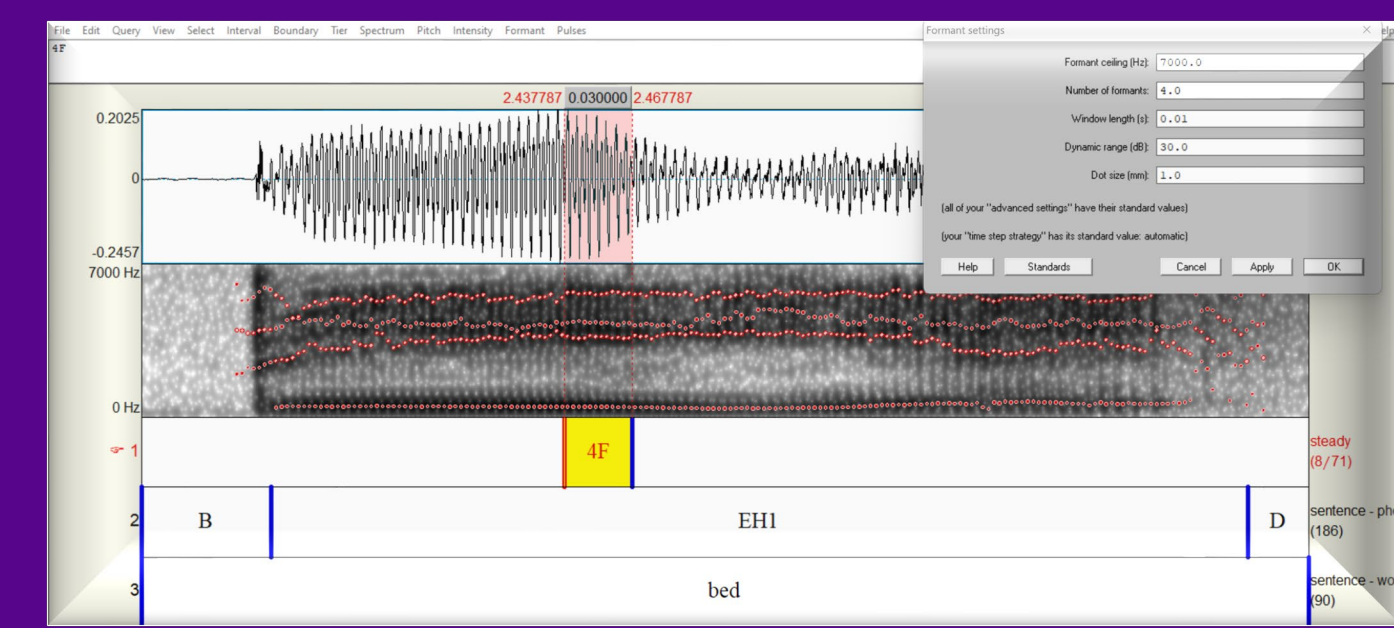 File Edit Query View Select Interval Boundary Tier Spectrum Pitch Intensity Formant Pulses
4F
Formant settings
Formant ceiling (Hz): 7000.0
Number of formants: 4.0
Window length (s): 0.01
Dynamic range (dB): 30.0
Dot size (mm): 1.0
(all of your "advanced settings" have their standard values)
(your "time step strategy" has its standard value: automatic)
Help Standards Cancel Apply OK
2.437787 0.030000 2.467787
0.2025
0
-0.2457
7000 Hz
0 Hz
☞ 1 4F steady
(8/71)
2 B EH1 D sentence - pho
(186)
3 bed sentence - wo
(90)